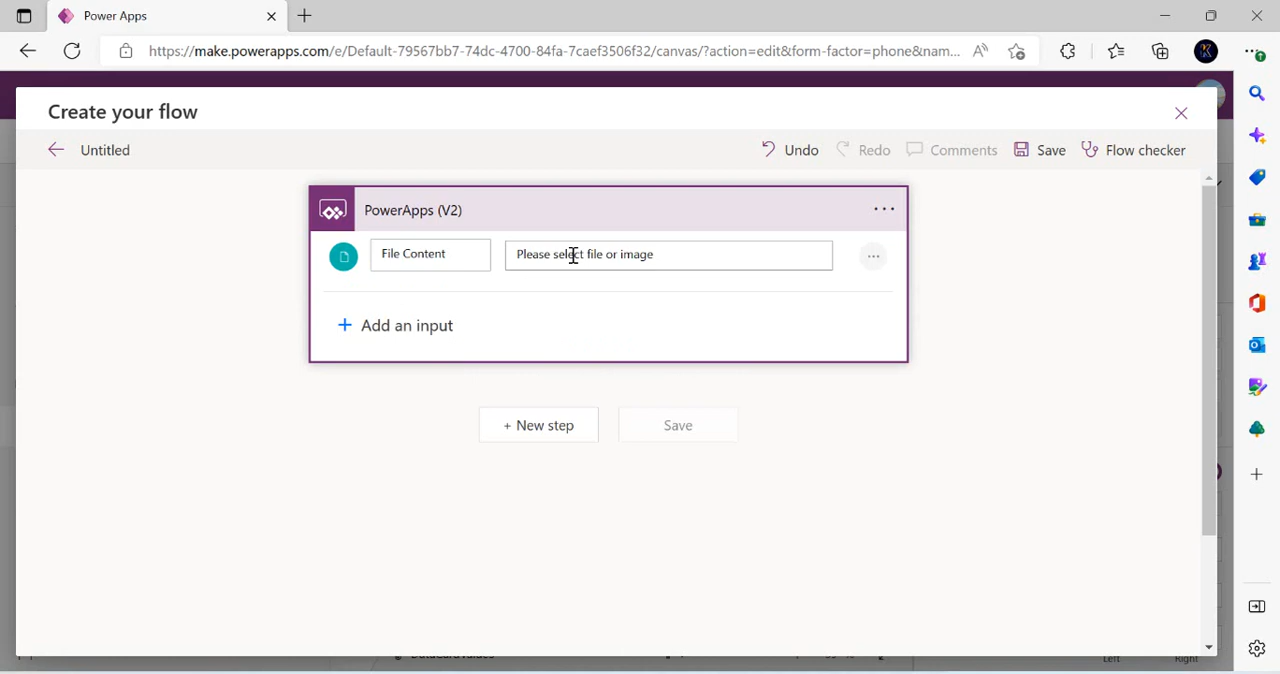 Power Apps
https://make.powerapps.com/e/Default-79567bb7-74dc-4700-84fa-7caef3506f32/canvas/?action=edit&form-factor=phone&nam...
Create your flow
Untitled
Undo
Redo
Comments
Save
Flow checker
PowerApps (V2)
File Content
Please select file or image
+ Add an input
+ New step
Save
Left
Right